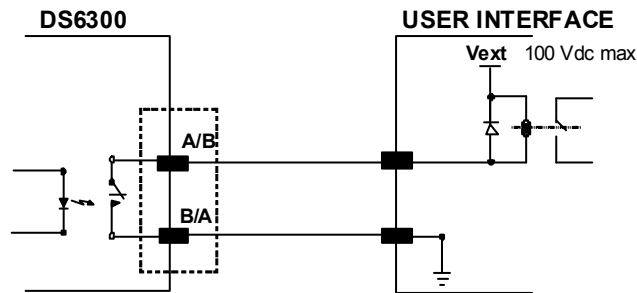 DS6300
USER INTERFACE
Vext 100 Vdc max
A/B
B/A